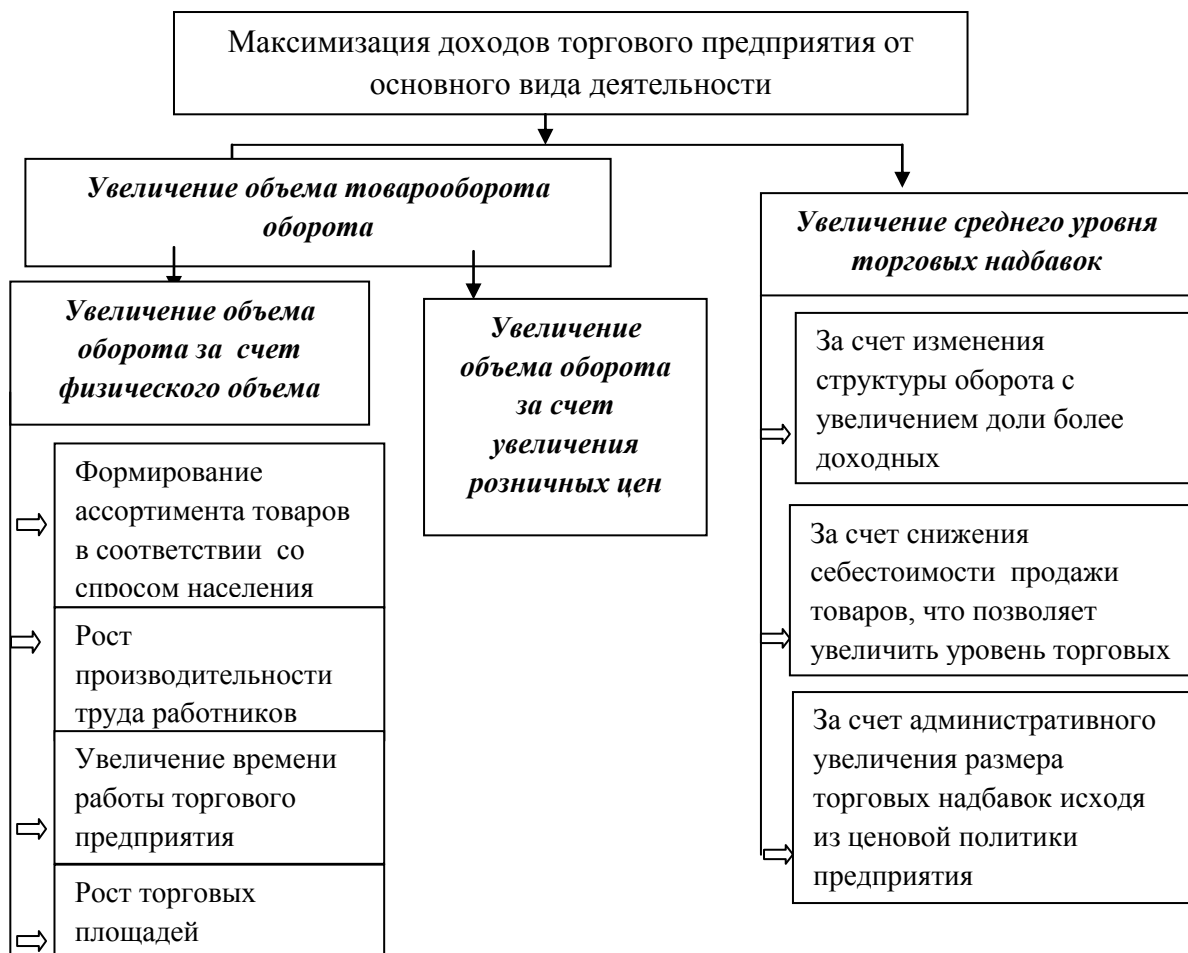 Максимизация доходов торгового предприятия от
основного вида деятельности
Увеличение объема товарооборота
оборота
Увеличение объема
оборота за счет
физического объема
Формирование
ассортимента товаров
в соответствии со
спросом населения
Рост
производительности
труда работников
Увеличение времени
работы торгового
предприятия
Рост торговых
площадей
Увеличение
объема оборота
за счет
увеличения
розничных цен
Увеличение среднего уровня
торговых надбавок
За счет изменения
структуры оборота с
увеличением доли более
доходных
За счет снижения
себестоимости продажи
товаров, что позволяет
увеличить уровень торговых
За счет административного
увеличения размера
торговых надбавок исходя
из ценовой политики
предприятия